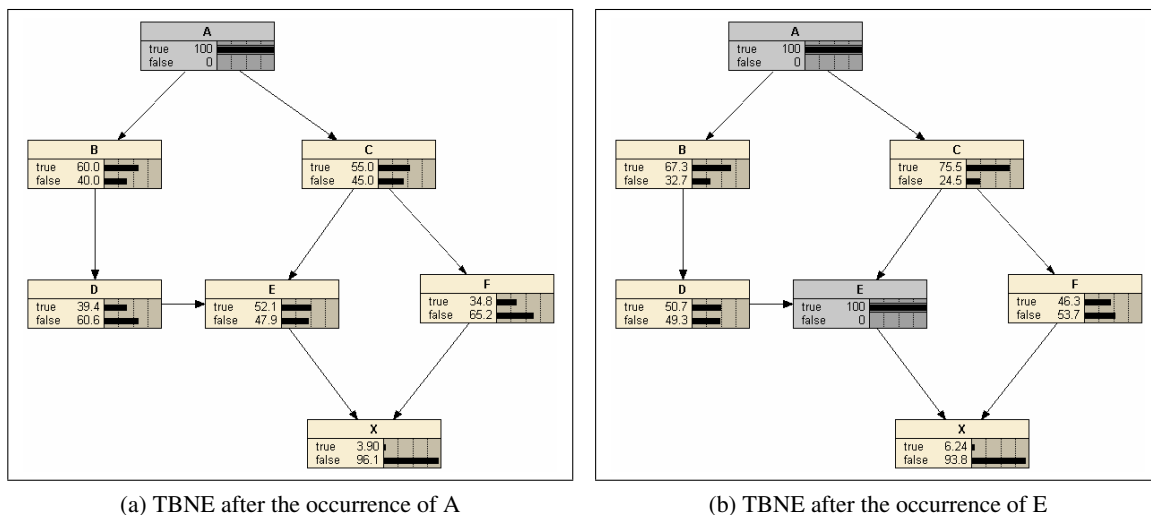 A
true 100
false 0
B
true 60.0
false 40.0
C
true 55.0
false 45.0
D
true 39.4
false 60.6
E
true 52.1
false 47.9
F
true 34.8
false 65.2
X
true 3.90
false 96.1
(a) TBNE after the occurrence of A
A
true 100
false 0
B
true 67.3
false 32.7
C
true 75.5
false 24.5
D
true 50.7
false 49.3
E
true 100
false 0
F
true 46.3
false 53.7
X
true 6.24
false 93.8
(b) TBNE after the occurrence of E